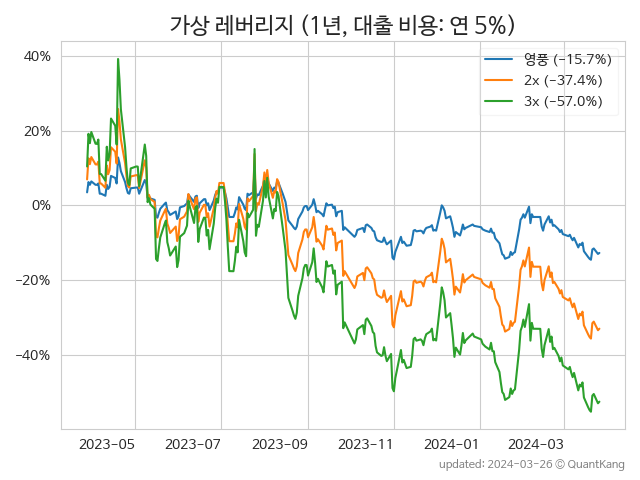 가상 레버리지 (1년, 대출 비용: 연 5%)
영풍 (−15.7%)
2x (−37.4%)
3x (−57.0%)
40%
20%
0%
−20%
−40%
2023-05 2023-07 2023-09 2023-11 2024-01 2024-03
updated: 2024-03-26 © QuantKang